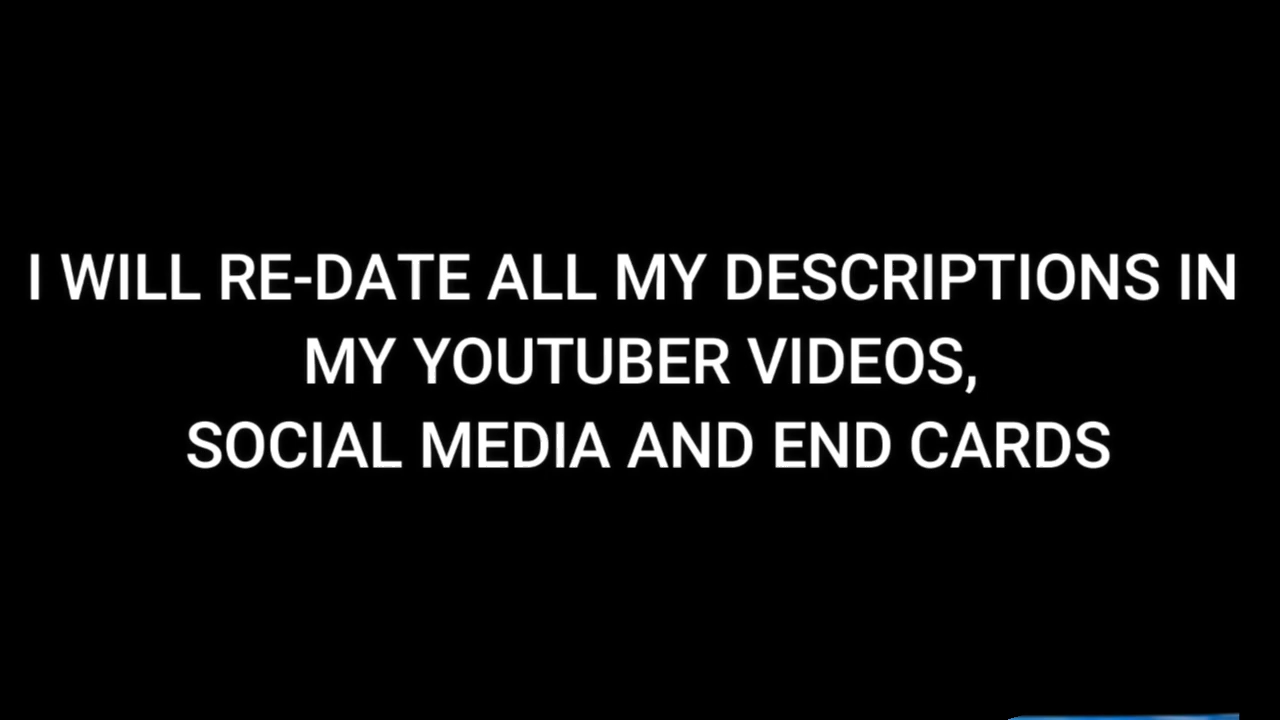 I WILL RE-DATE ALL MY DESCRIPTIONS IN
MY YOUTUBER VIDEOS,
SOCIAL MEDIA AND END CARDS